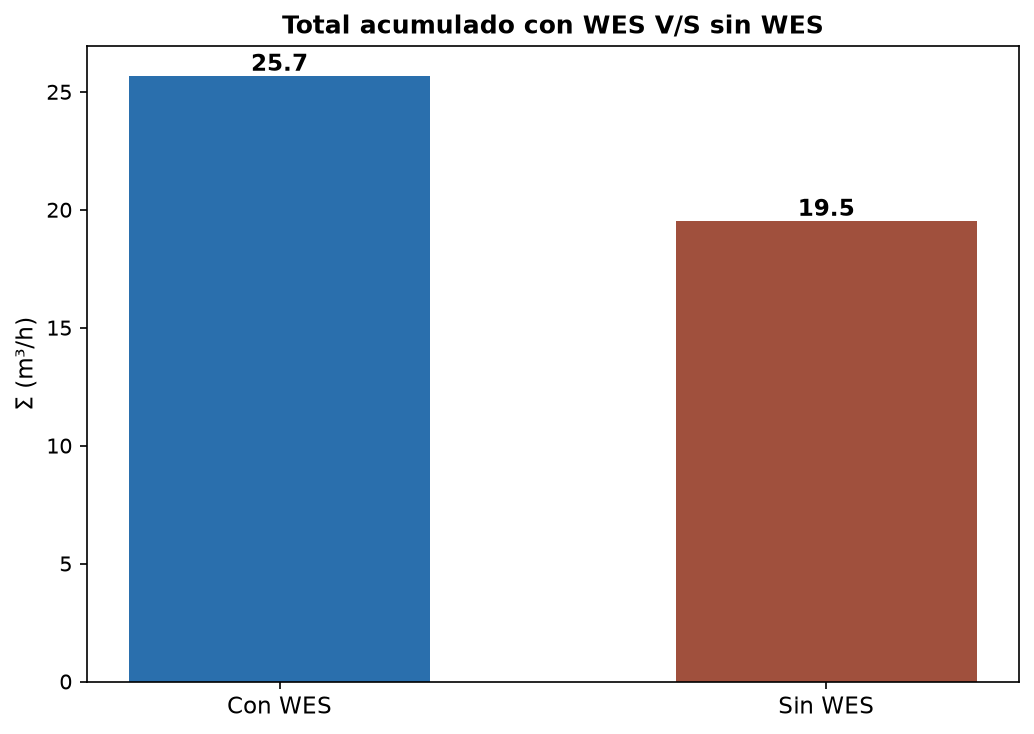 Total acumulado con WES V/S sin WES
25.7
19.5
Σ (m³/h)
25
20
15
10
5
0
Con WES
Sin WES